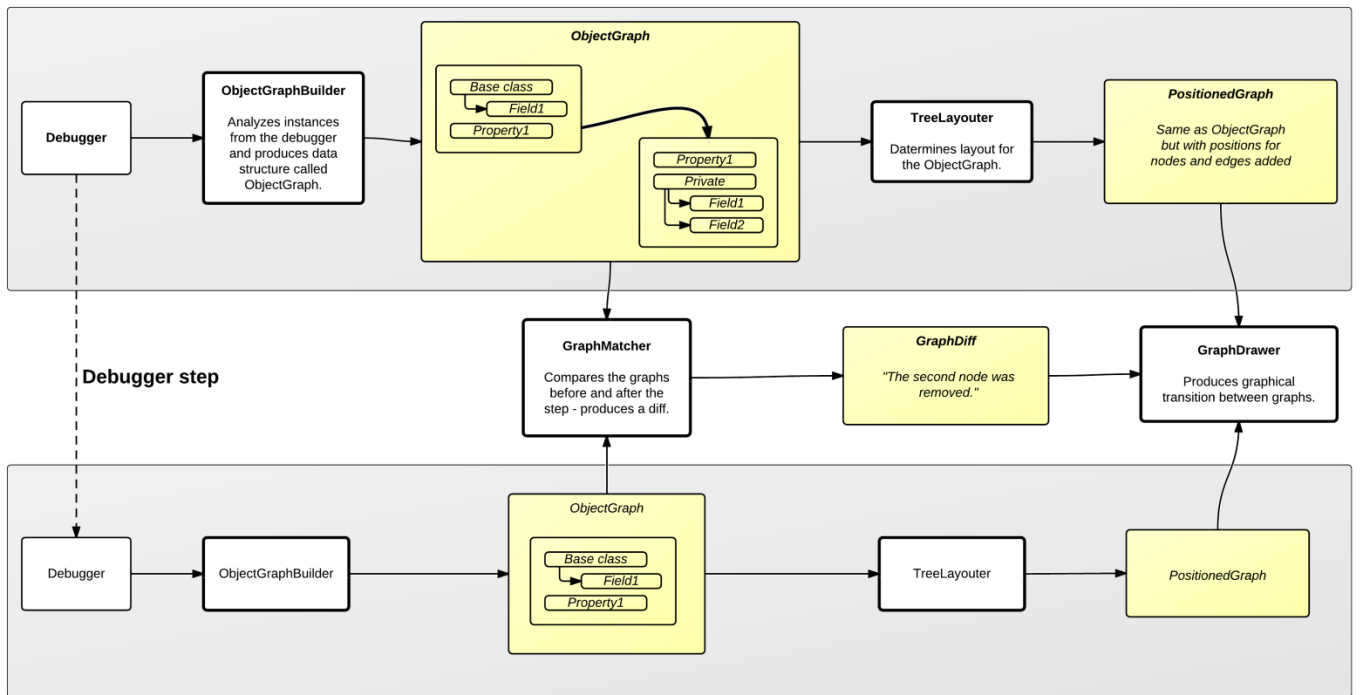 ObjectGraph
Base class
Field1
Property1
Property1
Private
Field1
Field2
Debugger
ObjectGraphBuilder
Analyzes instances
from the debugger
and produces data
structure called
ObjectGraph.
TreeLayouter
Datermines layout for
the ObjectGraph.
PositionedGraph
Same as ObjectGraph
but with positions for
nodes and edges added
Debugger step
GraphMatcher
Compares the graphs
before and after the
step - produces a diff.
GraphDiff
"The second node was
removed."
GraphDrawer
Produces graphical
transition between graphs.
Debugger
ObjectGraphBuilder
ObjectGraph
Base class
Field1
Property1
TreeLayouter
PositionedGraph